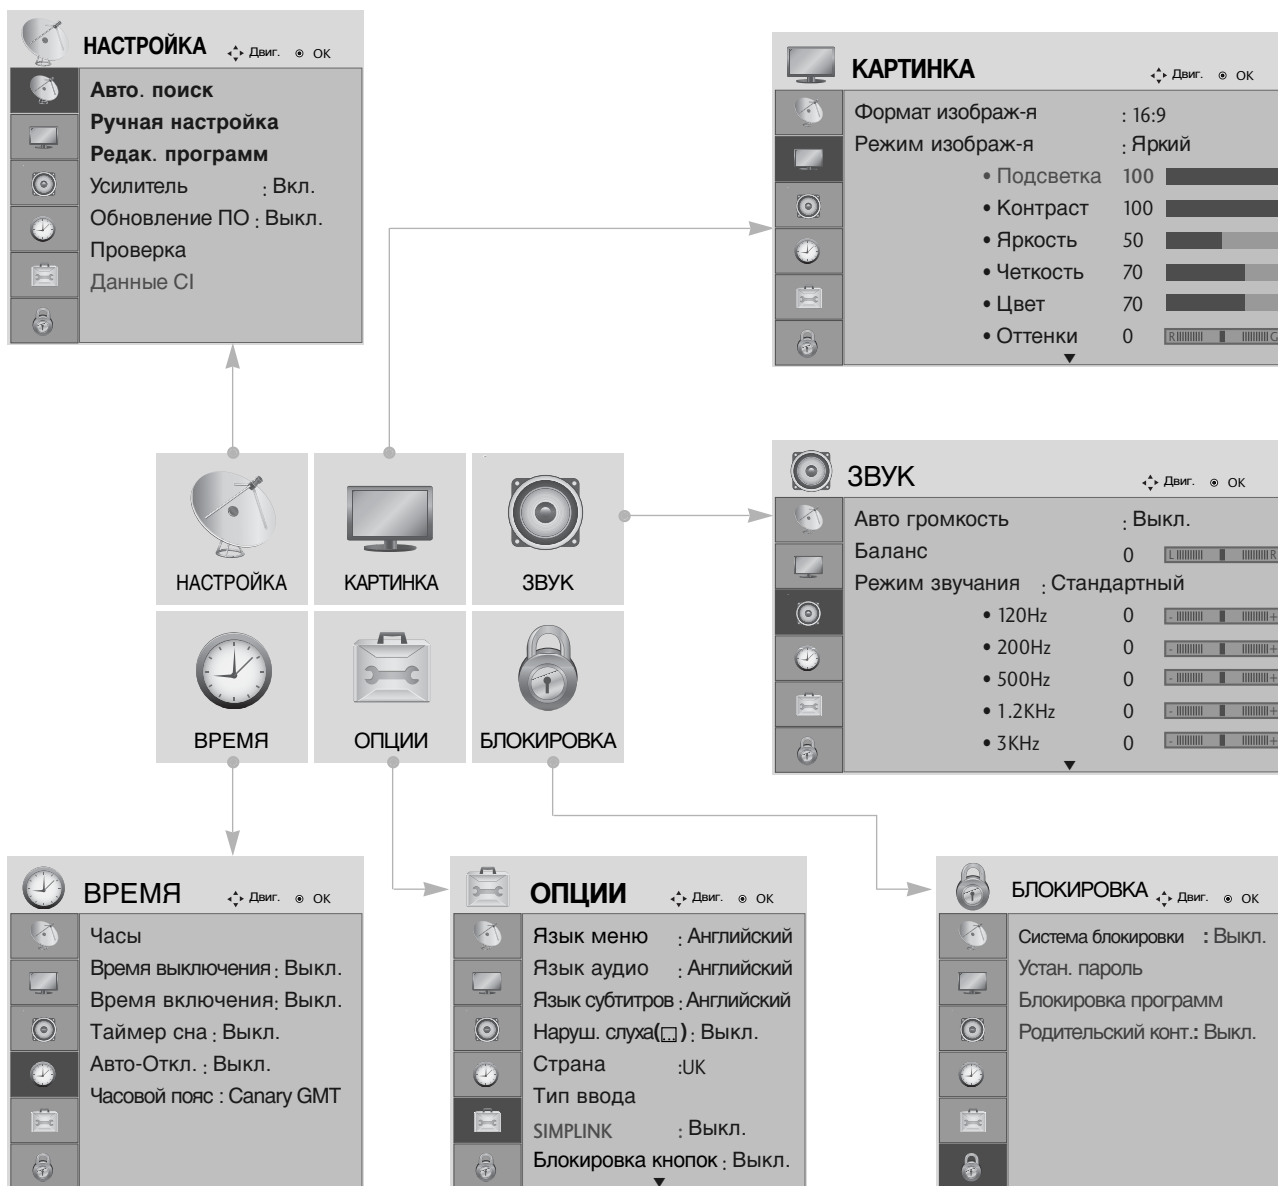 НАСТРОЙКА Двиг. OK
Авто. поиск
Ручная настройка
Редак. программ
Усилитель : Вкл.
Обновление ПО : Выкл.
Проверка
Данные CI
КАРТИНКА Двиг. OK
Формат изображ-я : 16:9
Режим изображ-я : Яркий
• Подсветка 100
• Контраст 100
• Яркость 50
• Четкость 70
• Цвет 70
• Оттенки 0 R G
НАСТРОЙКА КАРТИНКА ЗВУК
ВРЕМЯ ОПЦИИ БЛОКИРОВКА
ЗВУК Двиг. OK
Авто громкость : Выкл.
Баланс 0 L R
Режим звучания : Стандартный
• 120Hz 0 - +
• 200Hz 0 - +
• 500Hz 0 - +
• 1.2KHz 0 - +
• 3KHz 0 - +
ВРЕМЯ Двиг. OK
Часы
Время выключения : Выкл.
Время включения : Выкл.
Таймер сна : Выкл.
Авто-Откл. : Выкл.
Часовой пояс : Canary GMT
ОПЦИИ Двиг. OK
Язык меню : Английский
Язык аудио : Английский
Язык субтитров : Английский
Наруш. слуха( ) : Выкл.
Страна :UK
Тип ввода
SIMPLINK : Выкл.
Блокировка кнопок : Выкл.
БЛОКИРОВКА Двиг. OK
Система блокировки : Выкл.
Устан. пароль
Блокировка программ
Родительский конт.: Выкл.